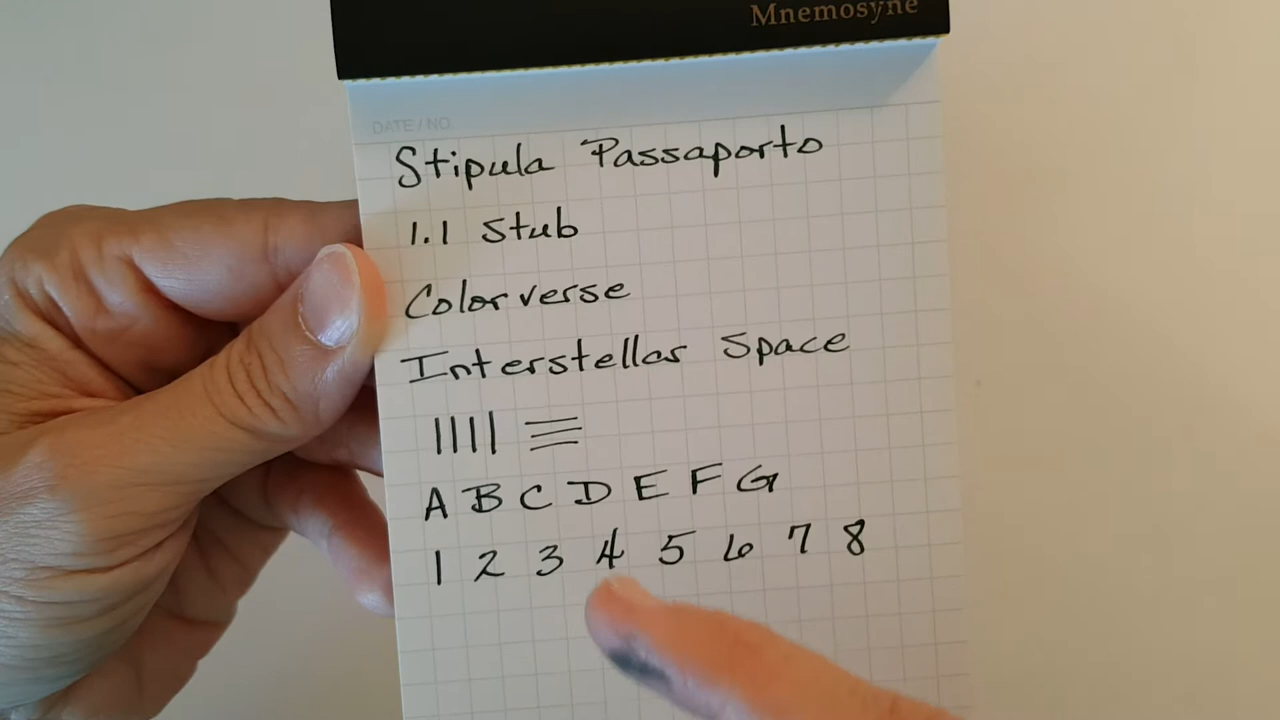 Mnemosyne
DATE / NO.
Stipula Passaporto
1.1 Stub
Colorverse
Interstellar Space
A B C D E F G
1 2 3 4 5 6 7 8